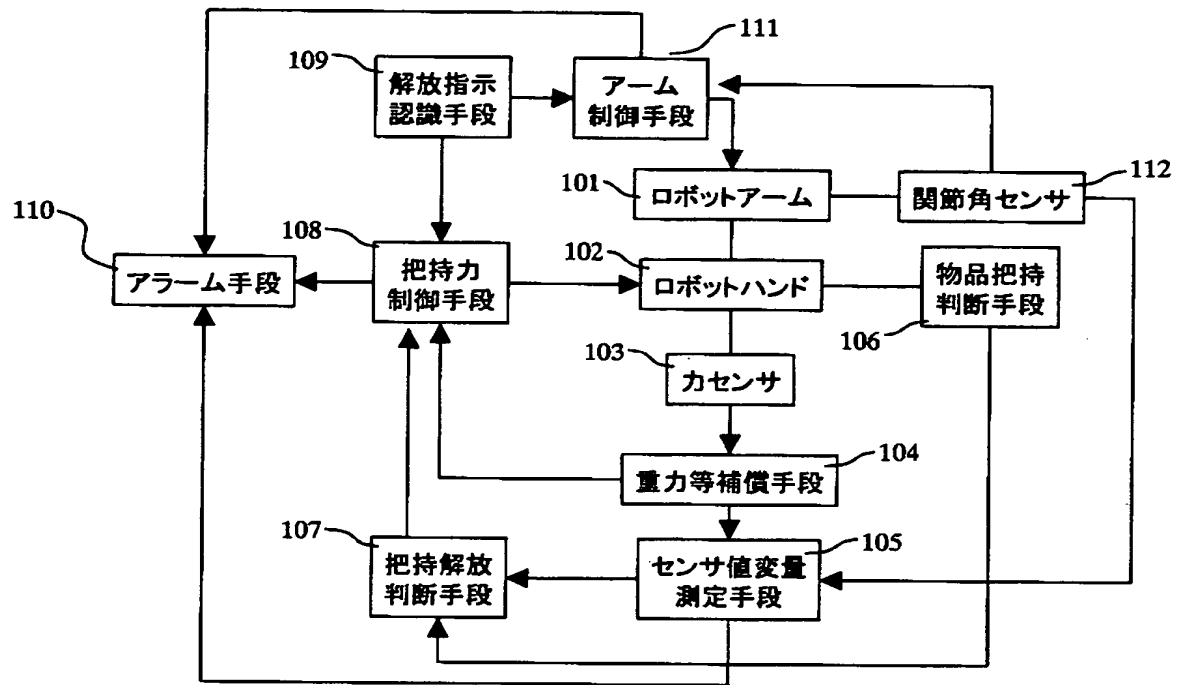 111
109
解放指示
認識手段
アーム
制御手段
101
ロボットアーム
112
関節角センサ
110
アラーム手段
108
把持力
制御手段
102
ロボットハンド
物品把持
判断手段
106
103
力センサ
104
重力等補償手段
107
把持解放
判断手段
105
センサ値変量
測定手段